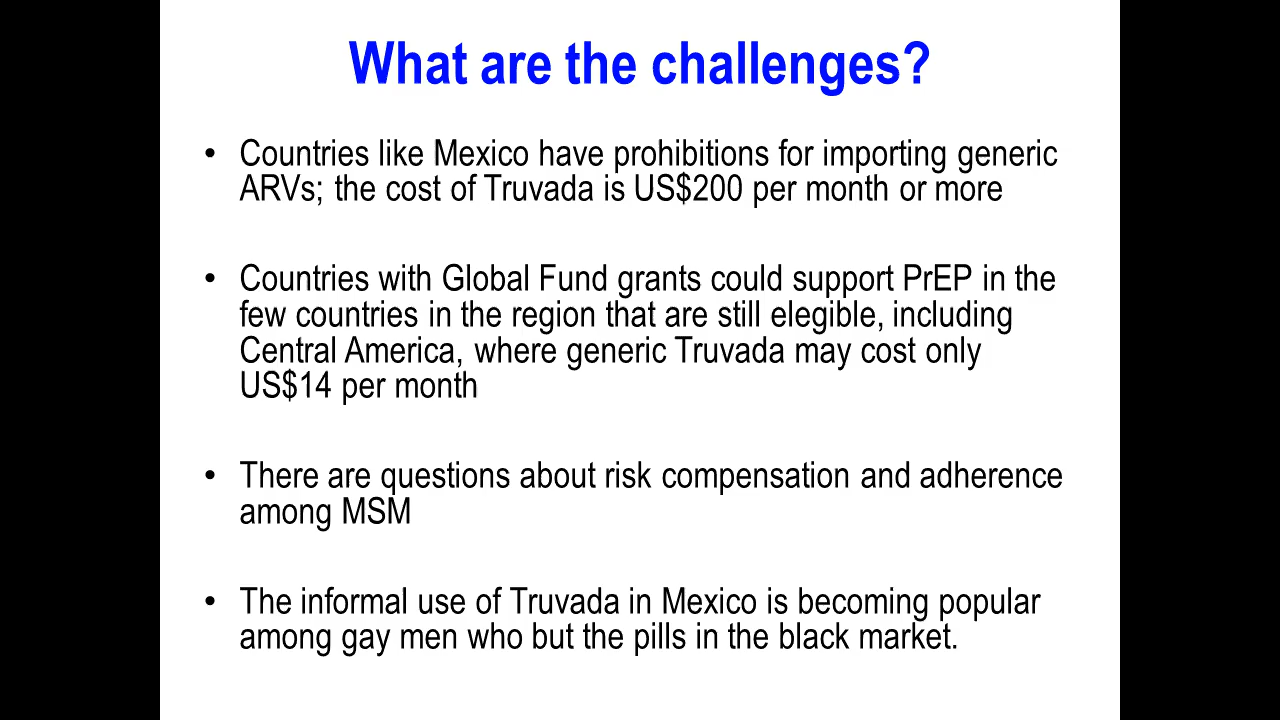 What are the challenges?
• Countries like Mexico have prohibitions for importing generic
ARVs; the cost of Truvada is US$200 per month or more
• Countries with Global Fund grants could support PrEP in the
few countries in the region that are still elegible, including
Central America, where generic Truvada may cost only
US$14 per month
• There are questions about risk compensation and adherence
among MSM
• The informal use of Truvada in Mexico is becoming popular
among gay men who but the pills in the black market.